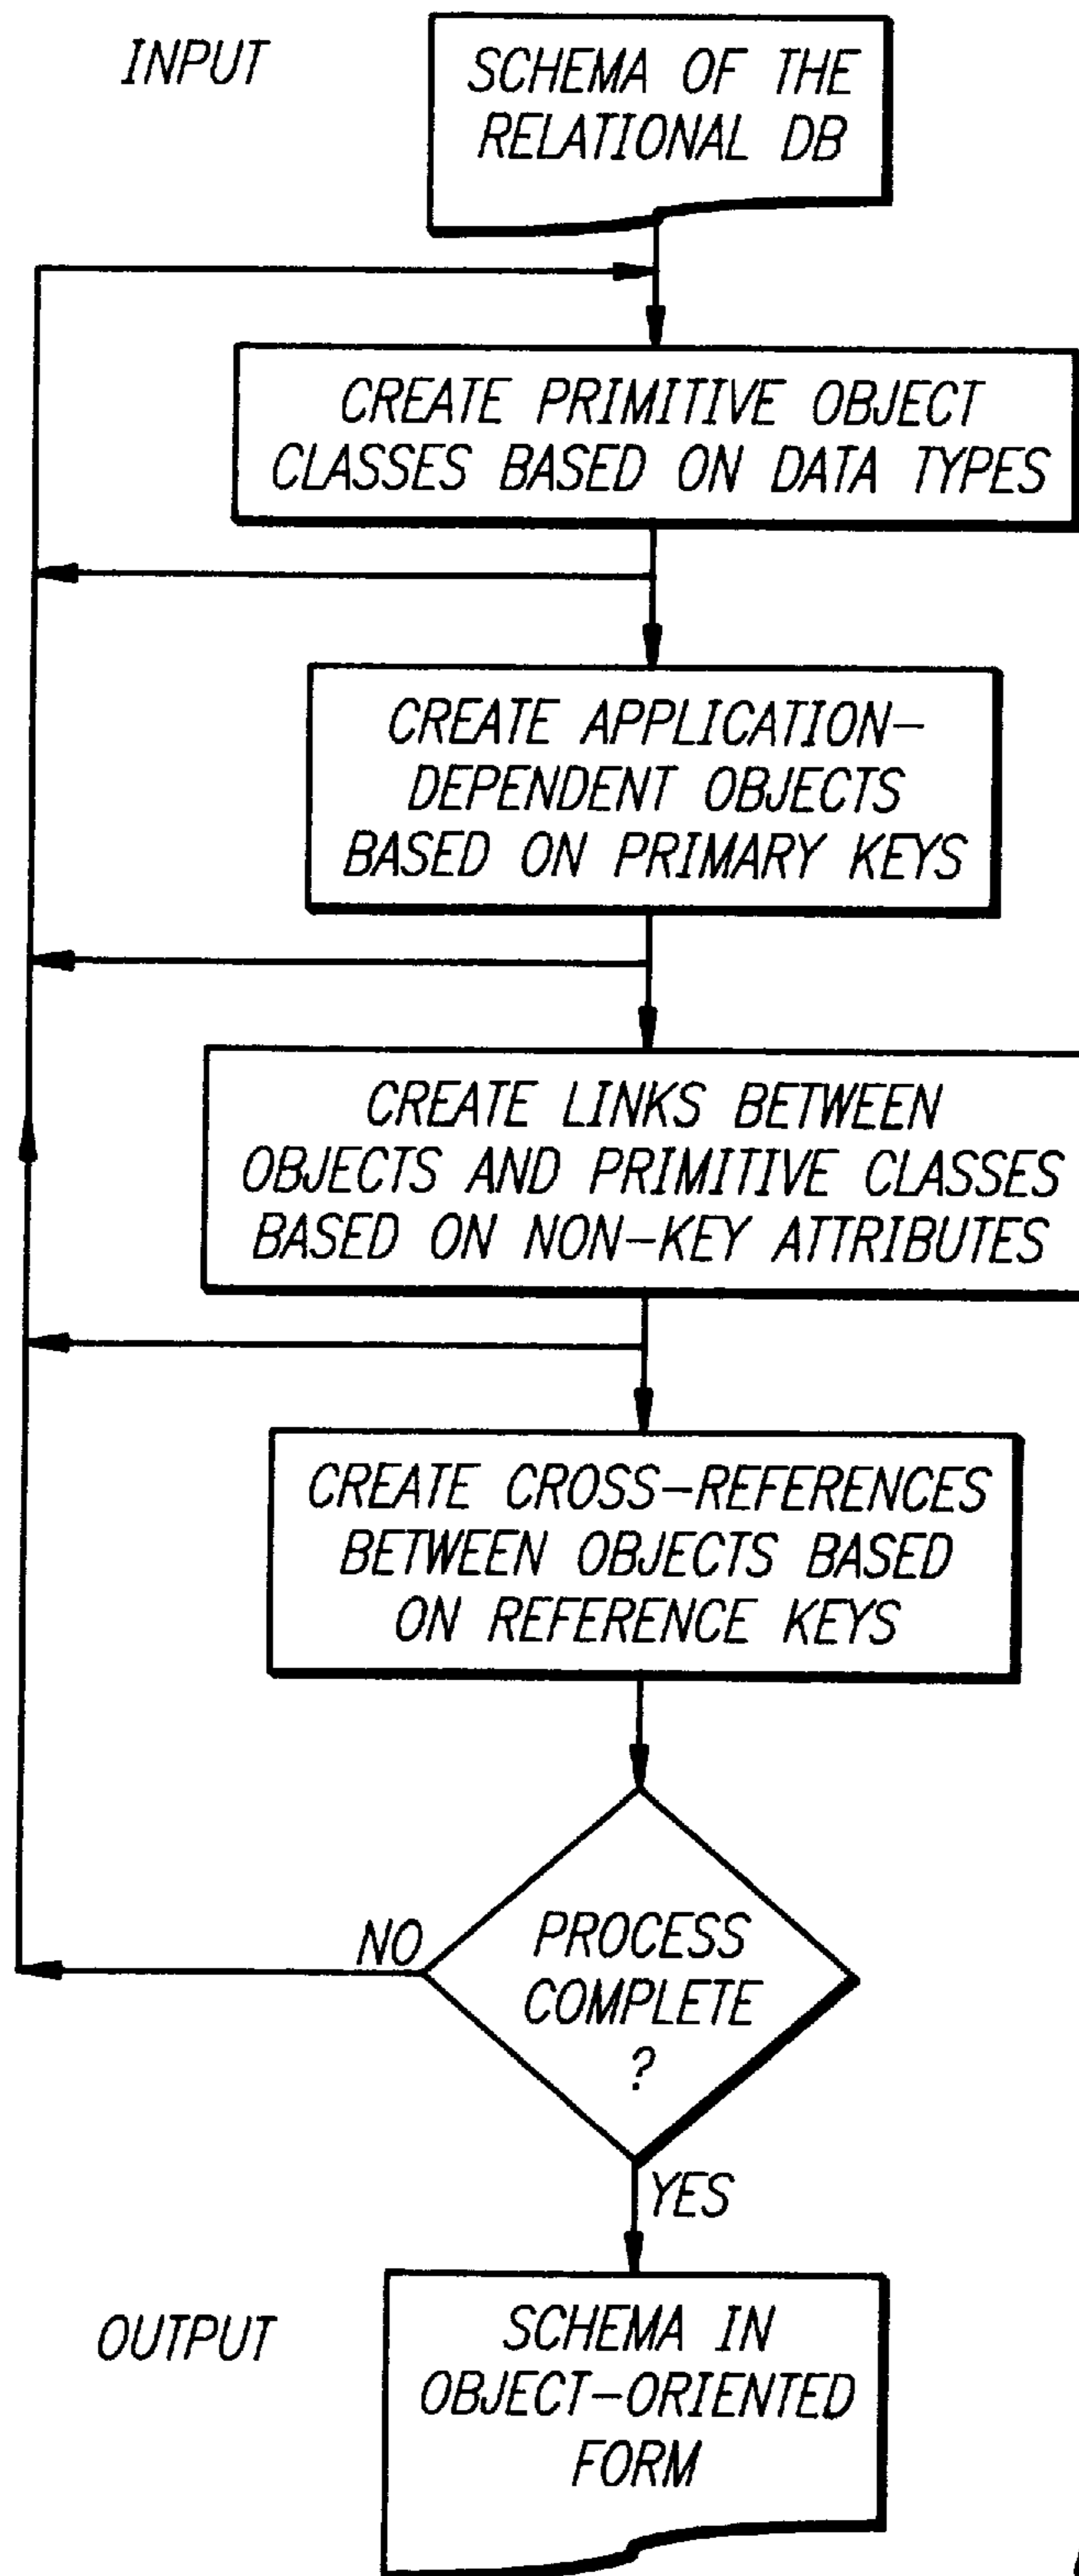 INPUT
SCHEMA OF THE
RELATIONAL DB
CREATE PRIMITIVE OBJECT
CLASSES BASED ON DATA TYPES
CREATE APPLICATION-
DEPENDENT OBJECTS
BASED ON PRIMARY KEYS
CREATE LINKS BETWEEN
OBJECTS AND PRIMITIVE CLASSES
BASED ON NON-KEY ATTRIBUTES
CREATE CROSS-REFERENCES
BETWEEN OBJECTS BASED
ON REFERENCE KEYS
NO
PROCESS
COMPLETE
?
YES
OUTPUT
SCHEMA IN
OBJECT-ORIENTED
FORM